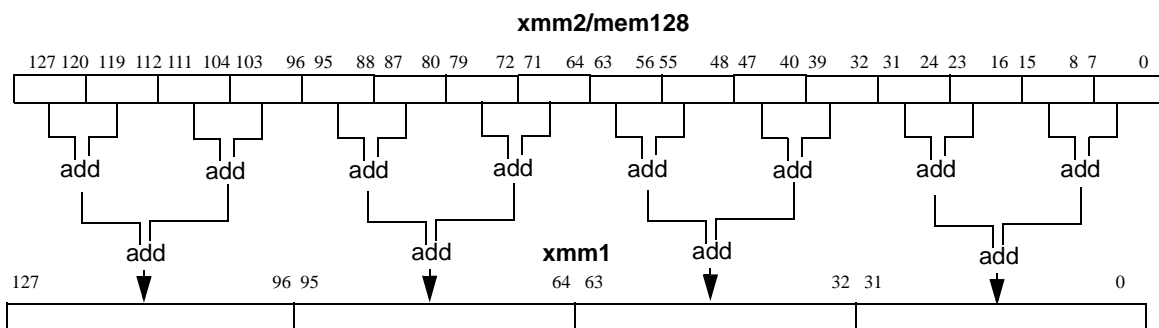 xmm2/mem128
127 120 119 112 111 104 103 96 95 88 87 80 79 72 71 64 63 56 55 48 47 40 39 32 31 24 23 16 15 8 7 0
add add add add add add add add
add add add add
xmm1
127 96 95 64 63 32 31 0